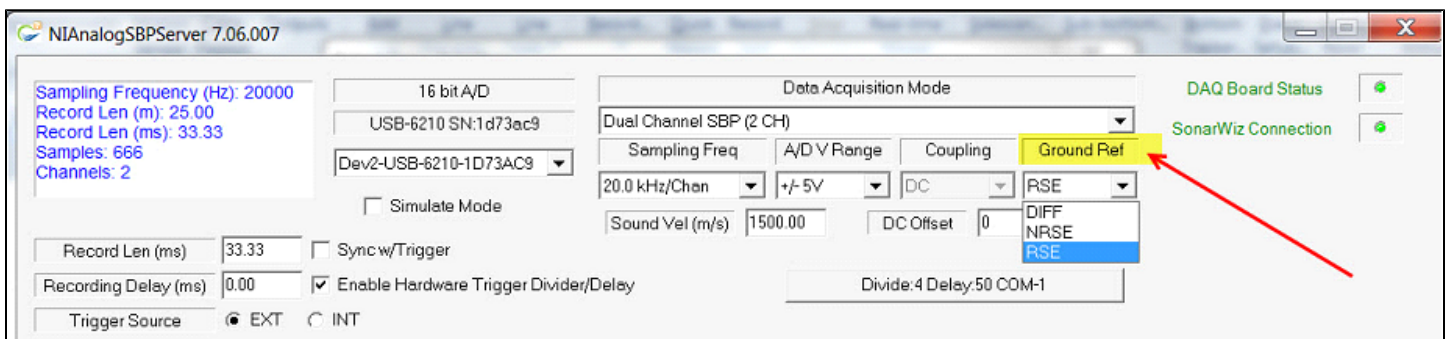 NIAnalogSBPServer 7.06.007
Sampling Frequency (Hz): 20000
Record Len (m): 25.00
Record Len (ms): 33.33
Samples: 666
Channels: 2
16 bit A/D
USB-6210 SN:1d73ac9
Dev2-USB-6210-1D73AC9
Simulate Mode
Data Acquisition Mode
Dual Channel SBP (2 CH)
Sampling Freq A/D V Range Coupling Ground Ref
20.0 kHz/Chan +/- 5V DC RSE
DIFF
NRSE
RSE
Sound Vel (m/s) 1500.00 DC Offset 0
DAQ Board Status
SonarWiz Connection
Record Len (ms) 33.33 Sync w/Trigger
Recording Delay (ms) 0.00 Enable Hardware Trigger Divider/Delay
Divide:4 Delay:50 COM-1
Trigger Source EXT INT